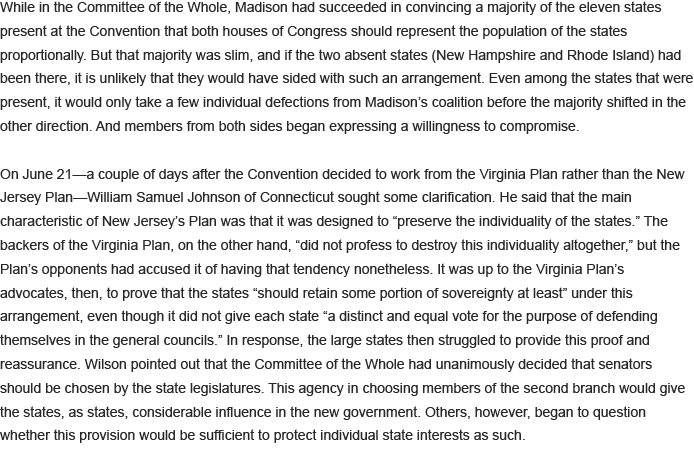 While in the Committee of the Whole, Madison had succeeded in convincing a majority of the eleven states
present at the Convention that both houses of Congress should represent the population of the states
proportionally. But that majority was slim, and if the two absent states (New Hampshire and Rhode Island) had
been there, it is unlikely that they would have sided with such an arrangement. Even among the states that were
present, it would only take a few individual defections from Madison’s coalition before the majority shifted in the
other direction. And members from both sides began expressing a willingness to compromise.
On June 21—a couple of days after the Convention decided to work from the Virginia Plan rather than the New
Jersey Plan—William Samuel Johnson of Connecticut sought some clarification. He said that the main
characteristic of New Jersey’s Plan was that it was designed to “preserve the individuality of the states.” The
backers of the Virginia Plan, on the other hand, “did not profess to destroy this individuality altogether,” but the
Plan’s opponents had accused it of having that tendency nonetheless. It was up to the Virginia Plan’s
advocates, then, to prove that the states “should retain some portion of sovereignty at least” under this
arrangement, even though it did not give each state “a distinct and equal vote for the purpose of defending
themselves in the general councils.” In response, the large states then struggled to provide this proof and
reassurance. Wilson pointed out that the Committee of the Whole had unanimously decided that senators
should be chosen by the state legislatures. This agency in choosing members of the second branch would give
the states, as states, considerable influence in the new government. Others, however, began to question
whether this provision would be sufficient to protect individual state interests as such.